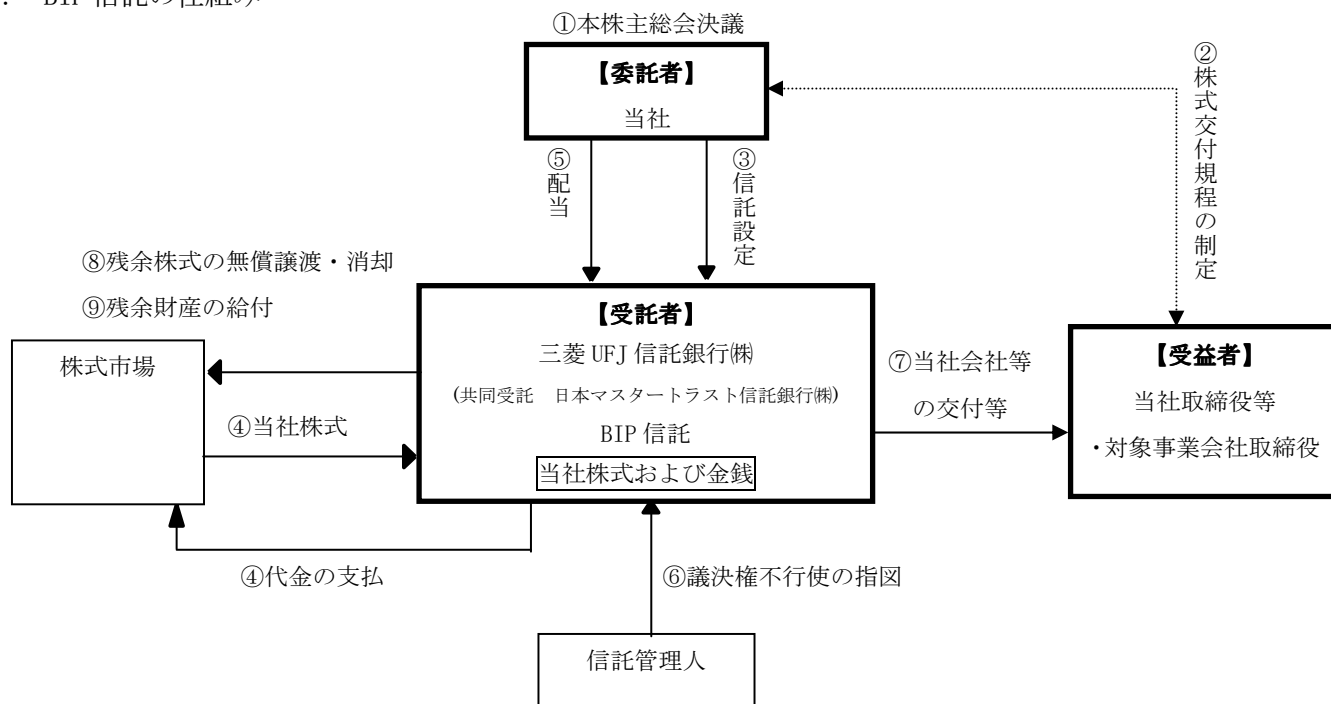 . BIP 信託の仕組み
①本株主総会決議
【委託者】
当社
②株式交付規程の制定
⑤配当
③信託設定
⑧残余株式の無償譲渡・消却
⑨残余財産の給付
株式市場
④当社株式
④代金の支払
【受託者】
三菱 UFJ 信託銀行㈱
(共同受託 日本マスタートラスト信託銀行㈱)
BIP 信託
当社株式および金銭
⑦当社会社等
の交付等
【受益者】
当社取締役等
・対象事業会社取締役
⑥議決権不行使の指図
信託管理人